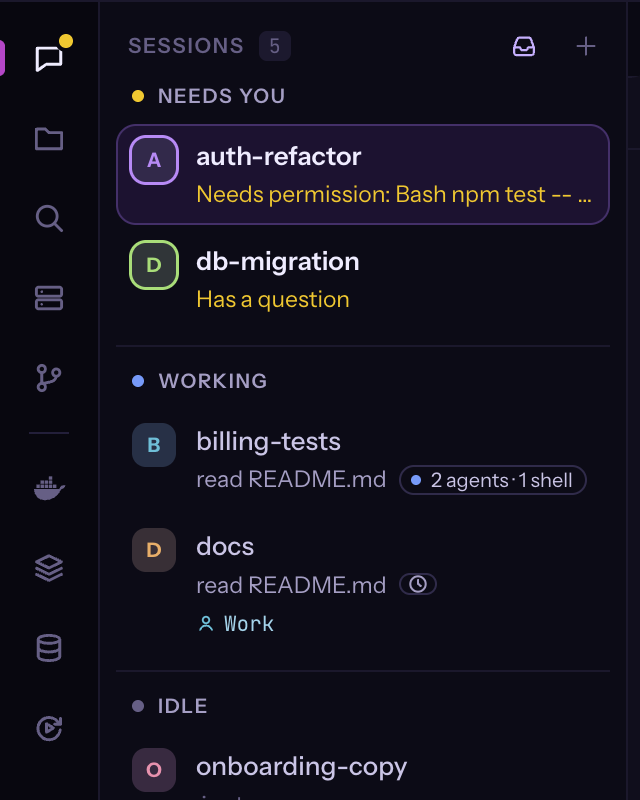 SESSIONS 5
NEEDS YOU
A auth-refactor
Needs permission: Bash npm test -- …
D db-migration
Has a question
WORKING
B billing-tests
read README.md 2 agents · 1 shell
D docs
read README.md
Work
IDLE
O onboarding-copy